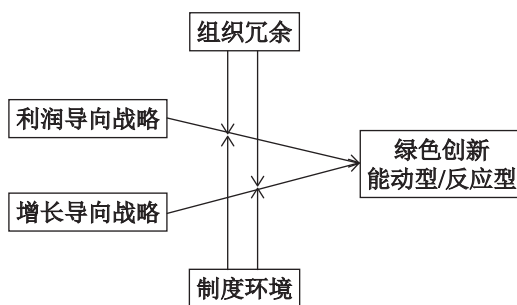 组织冗余
利润导向战略
绿色创新
能动型/反应型
增长导向战略
制度环境